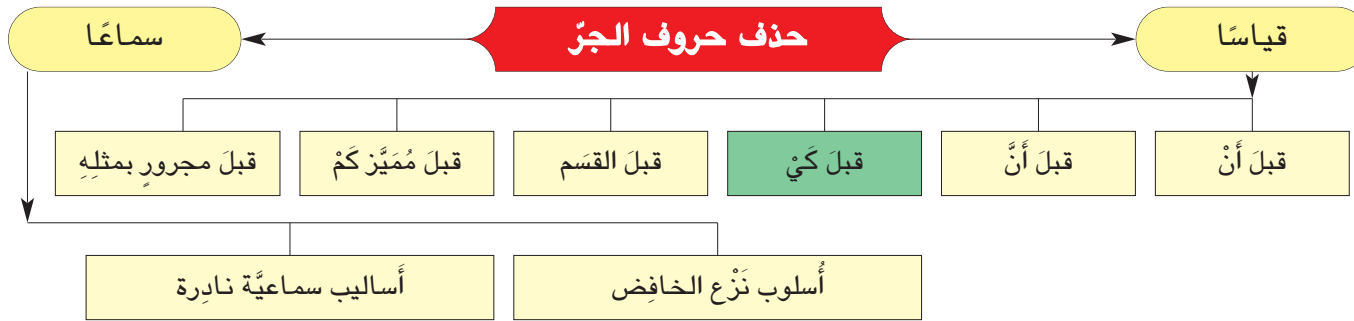 حذف حروف الجرّ
قياسًا
سماعًا
قبلَ أَنْ
قبلَ أَنَّ
قبلَ كَيْ
قبلَ القسَم
قبلَ مُمَيَّز كَمْ
قبلَ مجرورٍ بمثلِهِ
أُسلوب نَزْع الخافِض
أَساليب سماعيَّة نادِرة